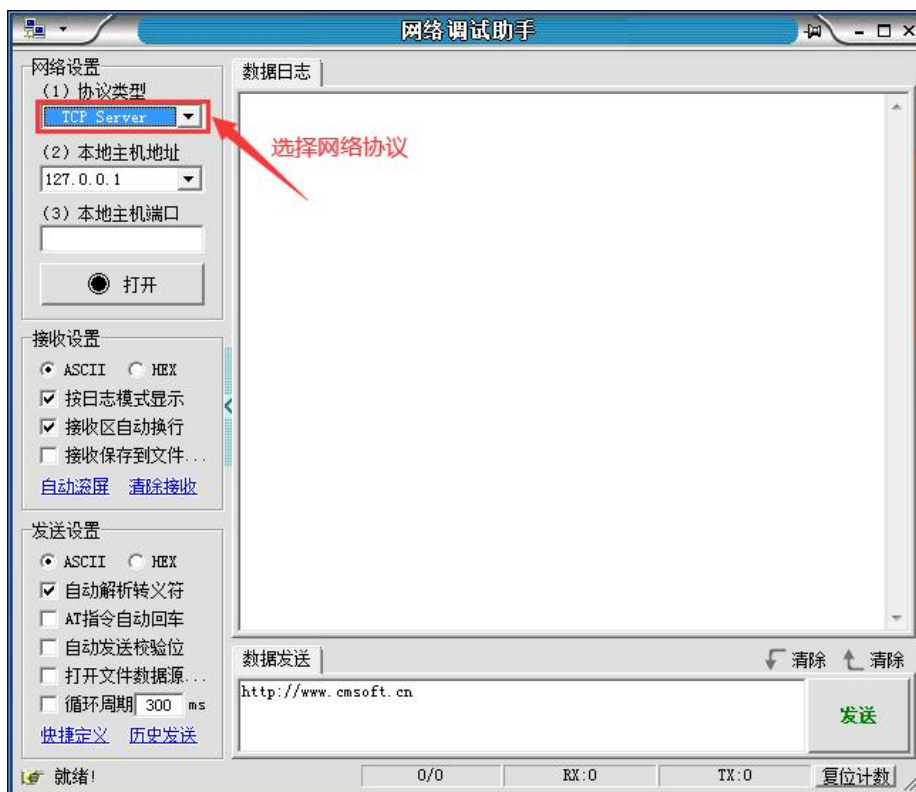 网络调试助手
网络设置
(1) 协议类型
TCP Server
(2) 本地主机地址
127.0.0.1
(3) 本地主机端口
打开
接收设置
ASCII HEX
按日志模式显示
接收区自动换行
接收保存到文件...
自动滚屏 清除接收
发送设置
ASCII HEX
自动解析转义符
AT指令自动回车
自动发送校验位
打开文件数据源...
循环周期 300 ms
快捷定义 历史发送
数据日志
选择网络协议
数据发送 清除 清除
http://www.cmsoft.cn
发送
就绪! 0/0 RX:0 TX:0 复位计数